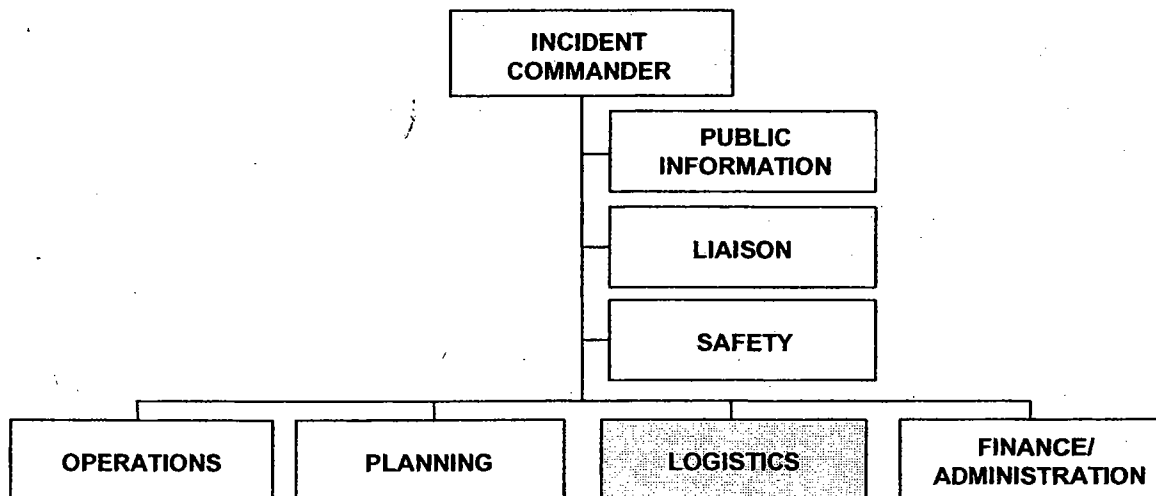 INCIDENT
COMMANDER
PUBLIC
INFORMATION
LIAISON
SAFETY
OPERATIONS
PLANNING
LOGISTICS
FINANCE/
ADMINISTRATION